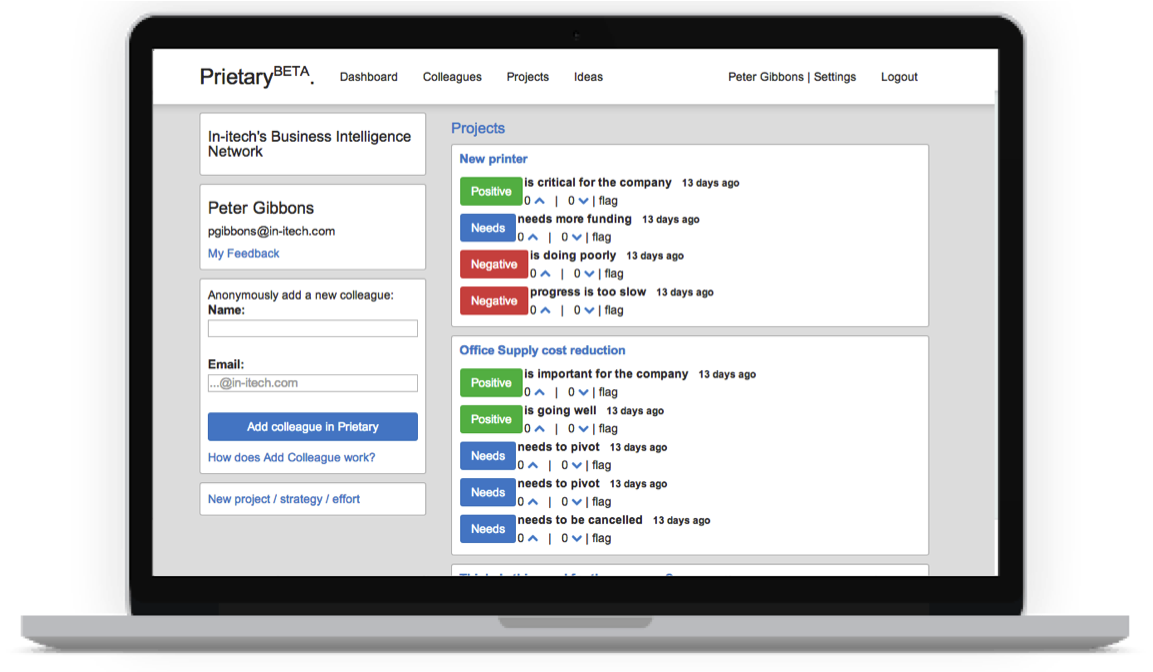 PrietaryBETA.
Dashboard Colleagues Projects Ideas Peter Gibbons | Settings Logout
In-itech's Business Intelligence
Network
Peter Gibbons
pgibbons@in-itech.com
My Feedback
Anonymously add a new colleague:
Name:
Email:
...@in-itech.com
Add colleague in Prietary
How does Add Colleague work?
New project / strategy / effort
Projects
New printer
Positive is critical for the company 13 days ago
0 | 0 | flag
Needs needs more funding 13 days ago
0 | 0 | flag
Negative is doing poorly 13 days ago
0 | 0 | flag
Negative progress is too slow 13 days ago
0 | 0 | flag
Office Supply cost reduction
Positive is important for the company 13 days ago
0 | 0 | flag
Positive is going well 13 days ago
0 | 0 | flag
Needs needs to pivot 13 days ago
0 | 0 | flag
Needs needs to pivot 13 days ago
0 | 0 | flag
Needs needs to be cancelled 13 days ago
0 | 0 | flag